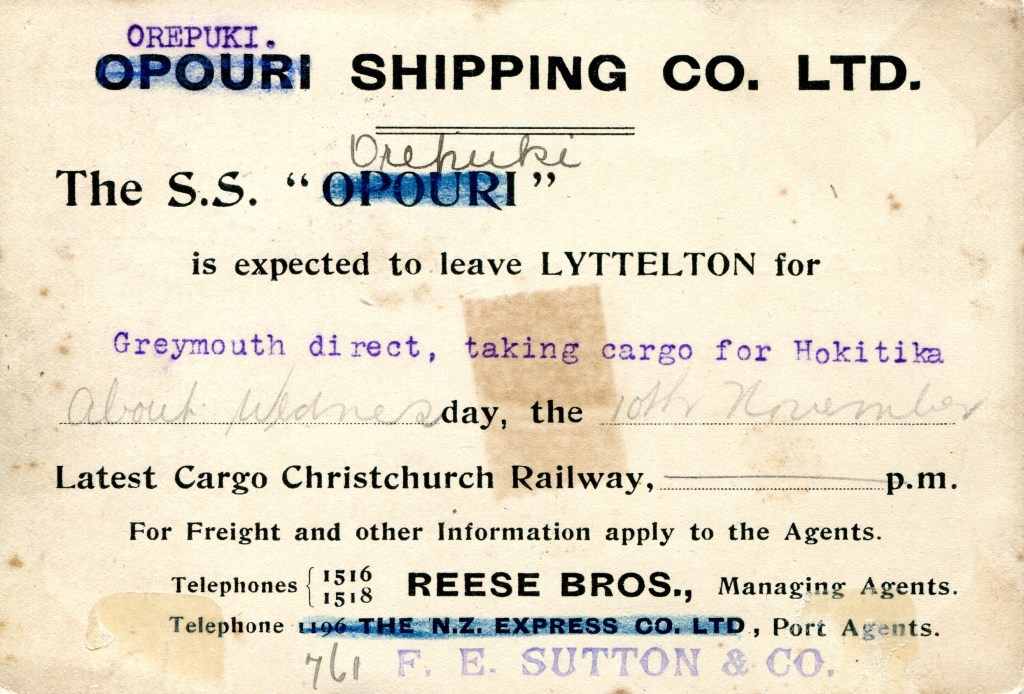 OREPUKI.
OPOURI SHIPPING CO. LTD.
Orepuki
The S.S. "OPOURI"
is expected to leave LYTTELTON for
Greymouth direct, taking cargo for Hokitika
About Wednesday, the 10th November
Latest Cargo Christchurch Railway, p.m.
For Freight and other Information apply to the Agents.
Telephones { 1516 1518 REESE BROS., Managing Agents.
Telephone 1196 THE N.Z. EXPRESS CO. LTD., Port Agents.
761 F. E. SUTTON & CO.